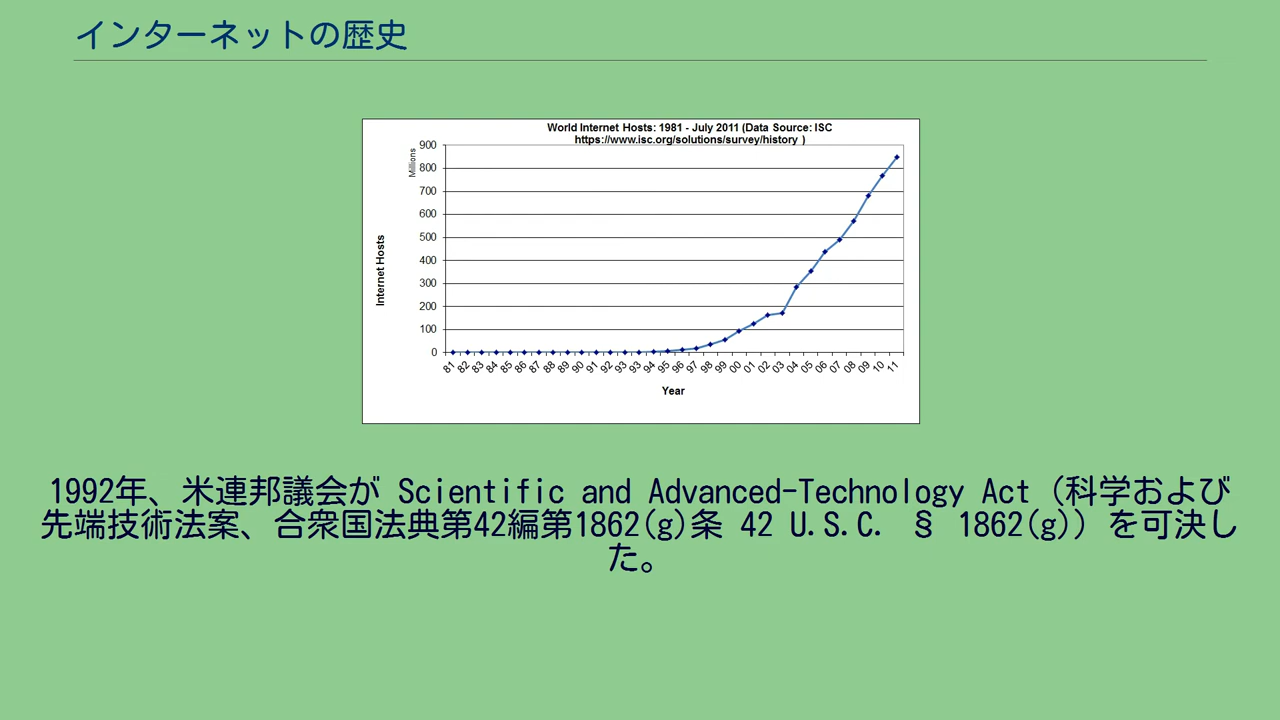 インターネットの歴史
World Internet Hosts: 1981 - July 2011 (Data Source: ISC
https://www.isc.org/solutions/survey/history )
Millions
Internet Hosts
900
800
700
600
500
400
300
200
100
0
81 82 83 84 85 86 87 88 89 90 91 92 93 93 94 95 96 97 98 99 00 01 02 03 04 05 06 07 08 09 10 11
Year
1992年、米連邦議会が Scientific and Advanced-Technology Act（科学および
先端技術法案、合衆国法典第42編第1862(g)条 42 U.S.C. § 1862(g)）を可決し
た。